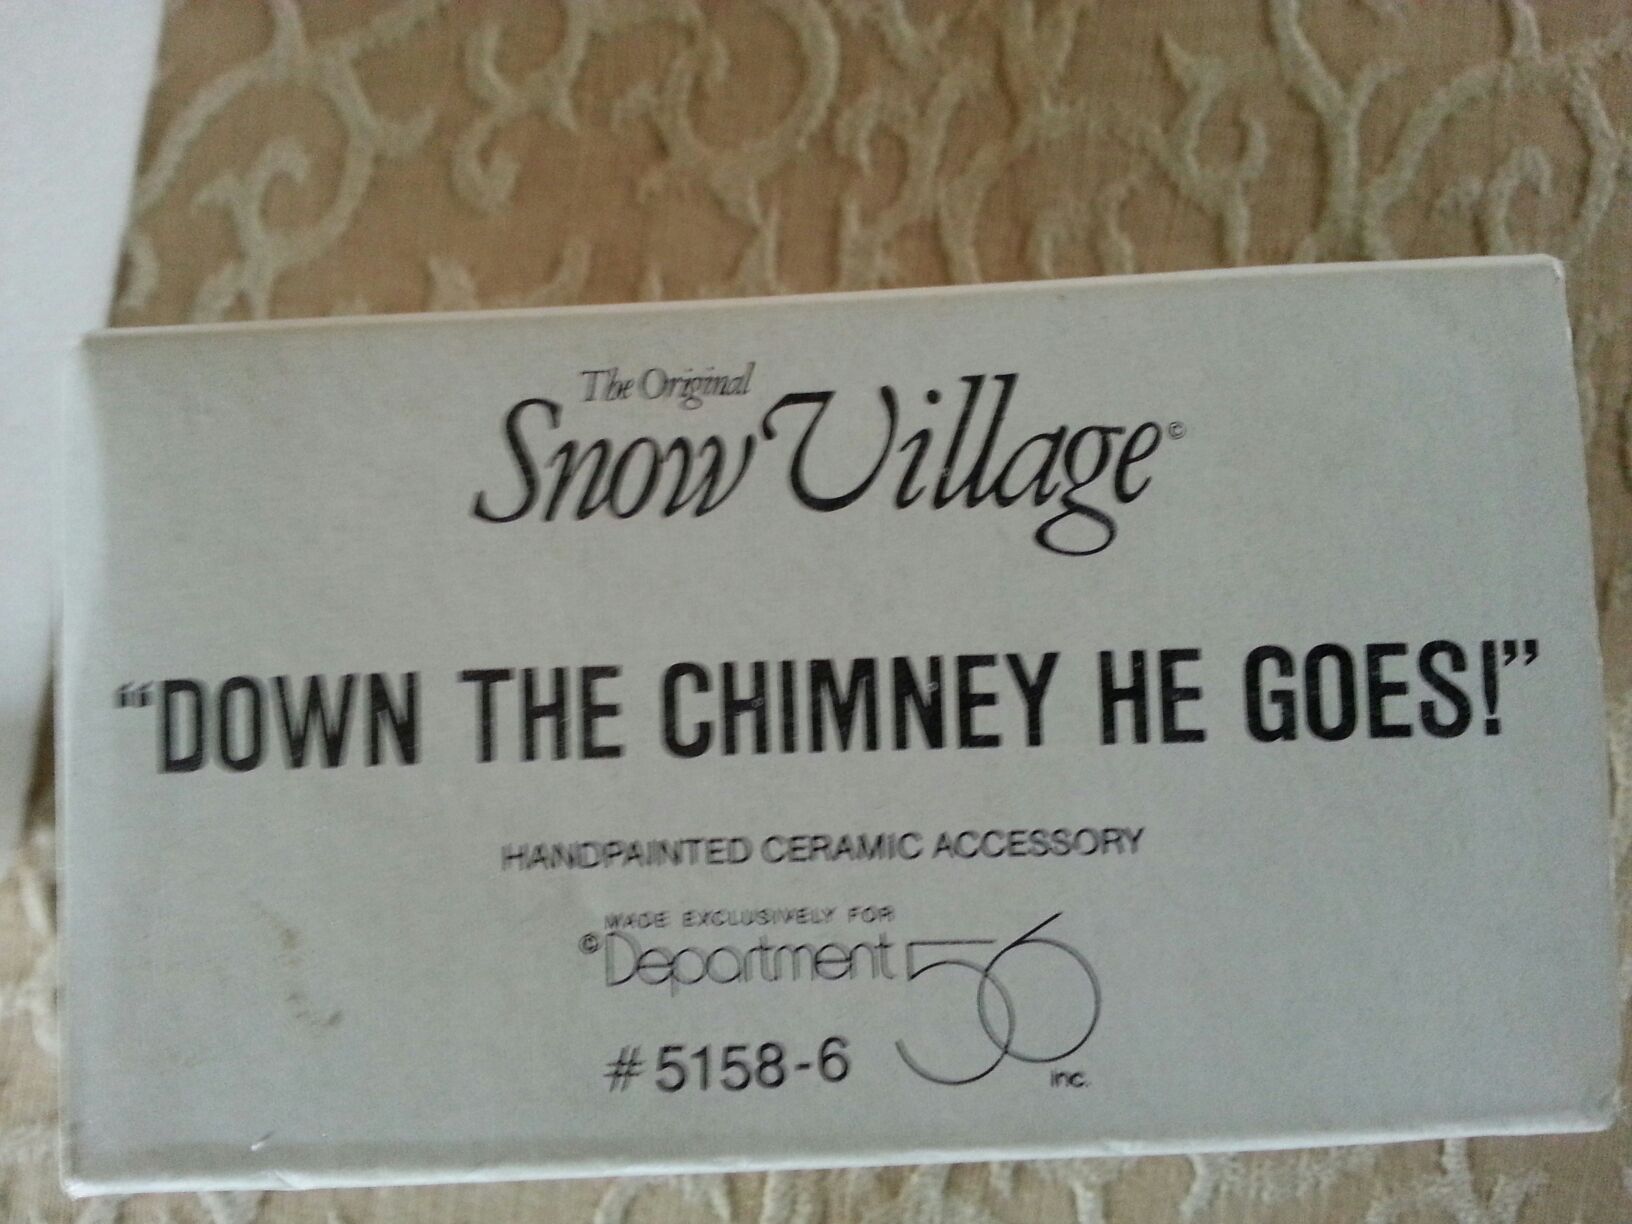 The Original
Snow Village©
“DOWN THE CHIMNEY HE GOES!”
HANDPAINTED CERAMIC ACCESSORY
MADE EXCLUSIVELY FOR
©Department 56
inc.
#5158-6